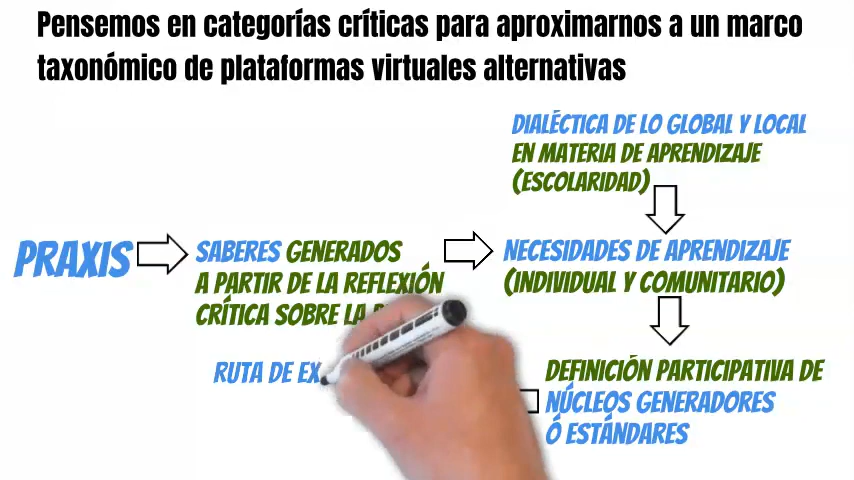 Pensemos en categorías críticas para aproximarnos a un marco
taxonómico de plataformas virtuales alternativas
DIALÉCTICA DE LO GLOBAL Y LOCAL
EN MATERIA DE APRENDIZAJE
(ESCOLARIDAD)
PRAXIS
SABERES GENERADOS
A PARTIR DE LA REFLEXIÓN
CRÍTICA SOBRE LA
NECESIDADES DE APRENDIZAJE
(INDIVIDUAL Y COMUNITARIO)
RUTA DE EX
DEFINICIÓN PARTICIPATIVA DE
NÚCLEOS GENERADORES
Ó ESTÁNDARES